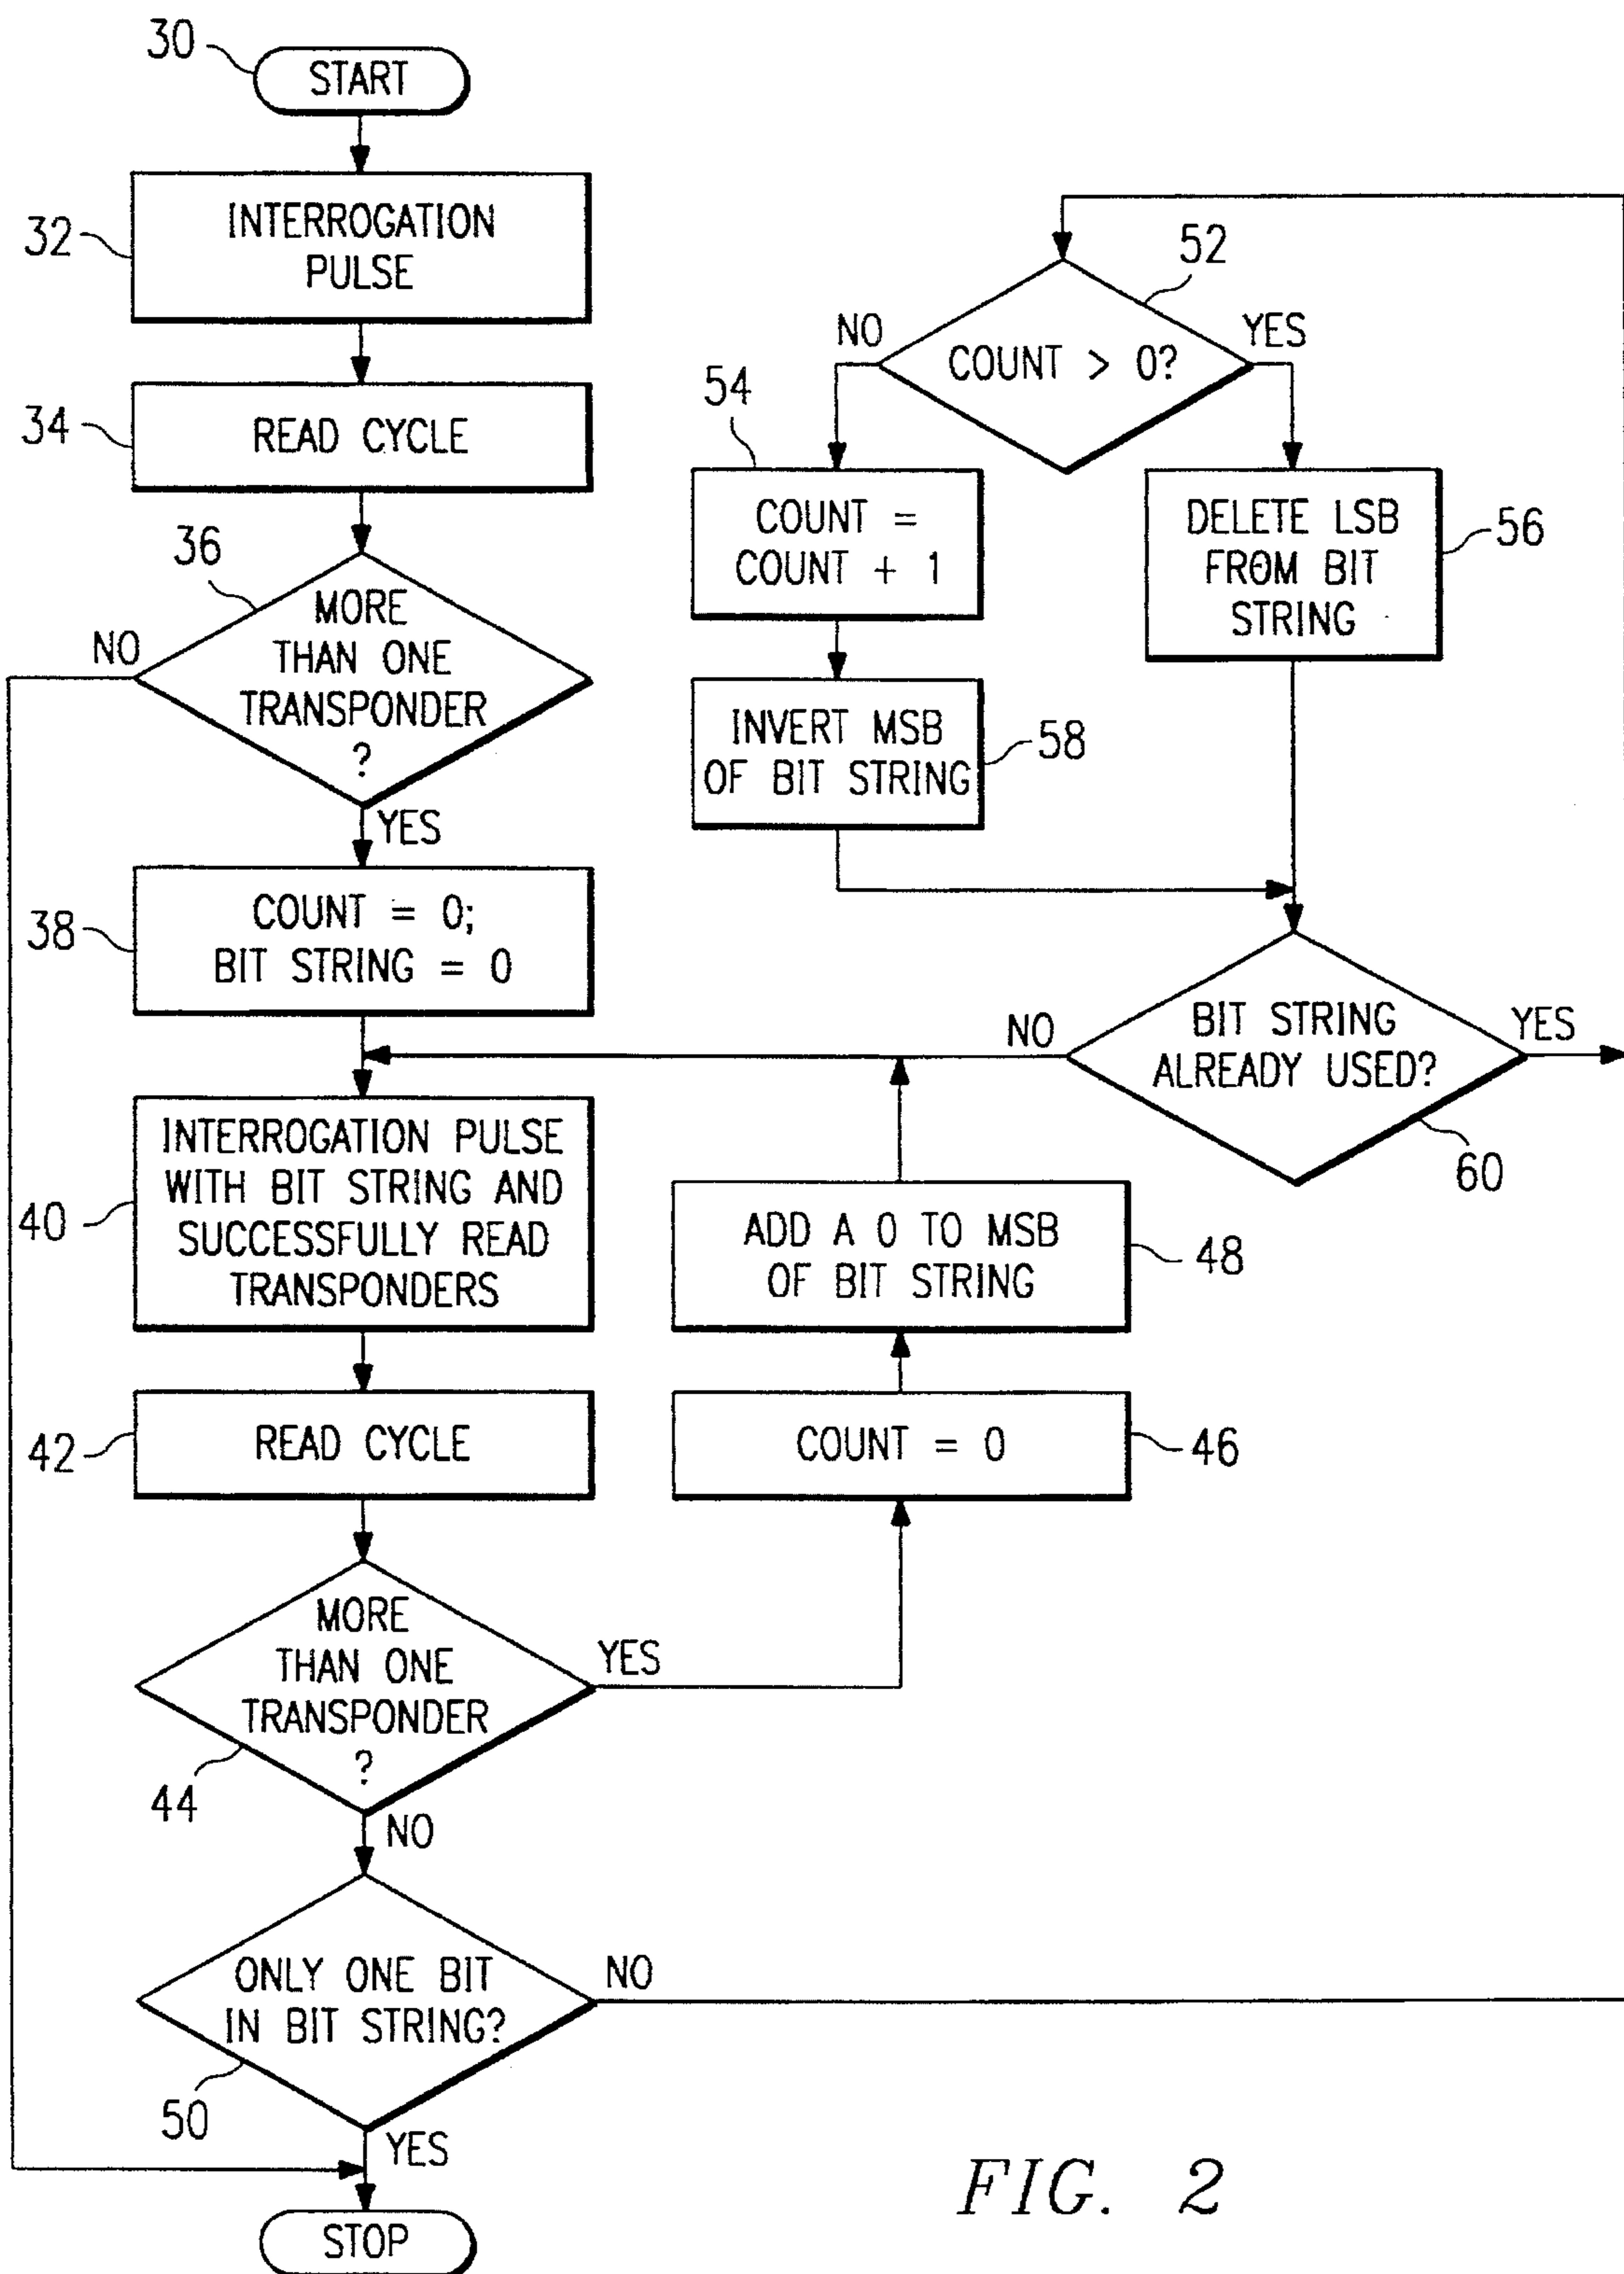 30
START
32
INTERROGATION
PULSE
34
READ CYCLE
36
MORE
THAN ONE
TRANSPONDER
?
NO
YES
38
COUNT = 0;
BIT STRING = 0
40
INTERROGATION PULSE
WITH BIT STRING AND
SUCCESSFULLY READ
TRANSPONDERS
42
READ CYCLE
MORE
THAN ONE
TRANSPONDER
?
44
YES
NO
ONLY ONE BIT
IN BIT STRING?
50
NO
YES
STOP
52
COUNT > 0?
NO
YES
54
COUNT =
COUNT + 1
DELETE LSB
FROM BIT
STRING
56
INVERT MSB
OF BIT STRING
58
BIT STRING
ALREADY USED?
NO
YES
60
ADD A 0 TO MSB
OF BIT STRING
48
COUNT = 0
46
FIG. 2